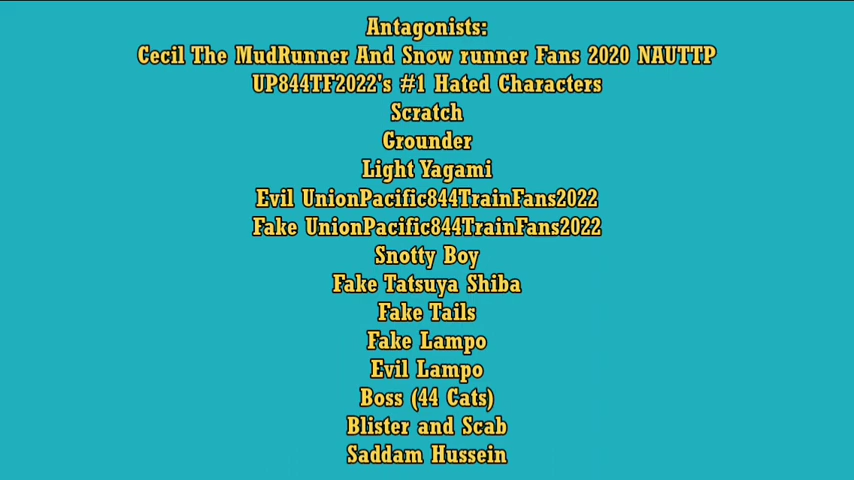 Antagonists:
Cecil The MudRunner And Snow runner Fans 2020 NAUTTP
UP844TF2022's #1 Hated Characters
Scratch
Grounder
Light Yagami
Evil UnionPacific844TrainFans2022
Fake UnionPacific844TrainFans2022
Snotty Boy
Fake Tatsuya Shiba
Fake Tails
Fake Lampo
Evil Lampo
Boss (44 Cats)
Blister and Scab
Saddam Hussein